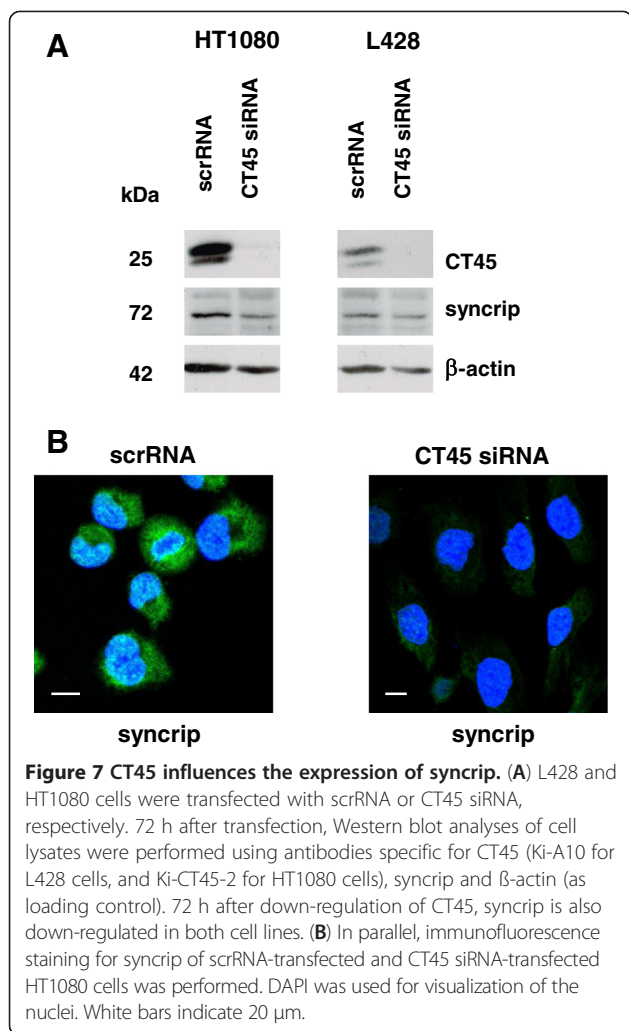 A
HT1080 L428
scrRNA CT45 siRNA scrRNA CT45 siRNA
kDa
25 CT45
72 syncrip
42 β-actin
B
scrRNA CT45 siRNA
syncrip syncrip
Figure 7 CT45 influences the expression of syncrip. (A) L428 and
HT1080 cells were transfected with scrRNA or CT45 siRNA,
respectively. 72 h after transfection, Western blot analyses of cell
lysates were performed using antibodies specific for CT45 (Ki-A10 for
L428 cells, and Ki-CT45-2 for HT1080 cells), syncrip and ß-actin (as
loading control). 72 h after down-regulation of CT45, syncrip is also
down-regulated in both cell lines. (B) In parallel, immunofluorescence
staining for syncrip of scrRNA-transfected and CT45 siRNA-transfected
HT1080 cells was performed. DAPI was used for visualization of the
nuclei. White bars indicate 20 μm.